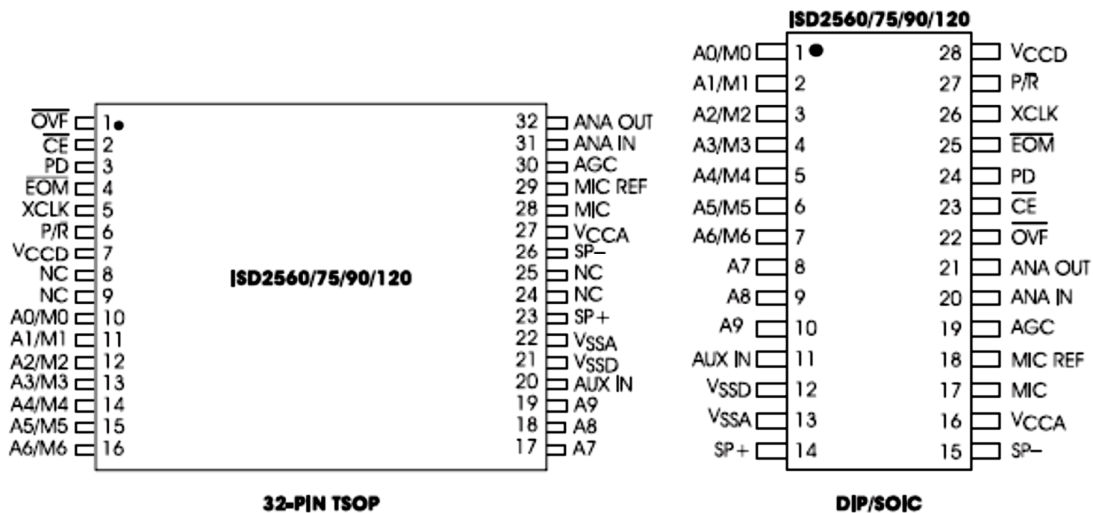 ISD2560/75/90/120
OVF 1 32 ANA OUT
CE 2 31 ANA IN
PD 3 30 AGC
EOM 4 29 MIC REF
XCLK 5 28 MIC
P/R 6 27 VCCA
VCCD 7 26 SP–
NC 8 25 NC
NC 9 24 NC
A0/M0 10 23 SP+
A1/M1 11 22 VSSA
A2/M2 12 21 VSSD
A3/M3 13 20 AUX IN
A4/M4 14 19 A9
A5/M5 15 18 A8
A6/M6 16 17 A7
32-PIN TSOP
ISD2560/75/90/120
A0/M0 1 28 VCCD
A1/M1 2 27 P/R
A2/M2 3 26 XCLK
A3/M3 4 25 EOM
A4/M4 5 24 PD
A5/M5 6 23 CE
A6/M6 7 22 OVF
A7 8 21 ANA OUT
A8 9 20 ANA IN
A9 10 19 AGC
AUX IN 11 18 MIC REF
VSSD 12 17 MIC
VSSA 13 16 VCCA
SP+ 14 15 SP–
DIP/SOIC